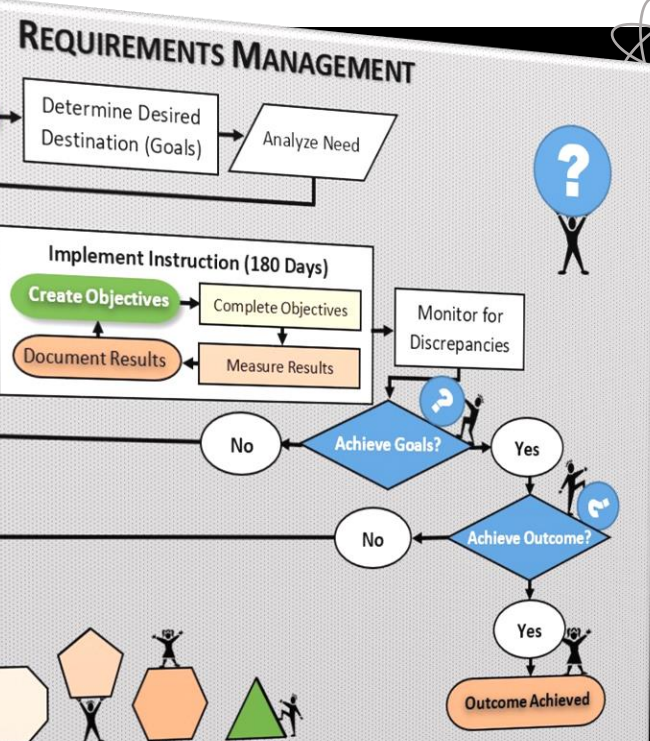 REQUIREMENTS MANAGEMENT
Determine Desired
Destination (Goals)
Analyze Need
?
Implement Instruction (180 Days)
Create Objectives
Complete Objectives
Document Results
Measure Results
Monitor for
Discrepancies
?
No
Achieve Goals?
Yes
?
No
Achieve Outcome?
Yes
Outcome Achieved